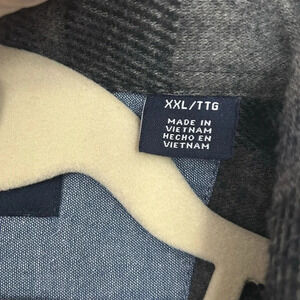 XXL/TTG
MADE IN
VIETNAM
HECHO EN
VIETNAM